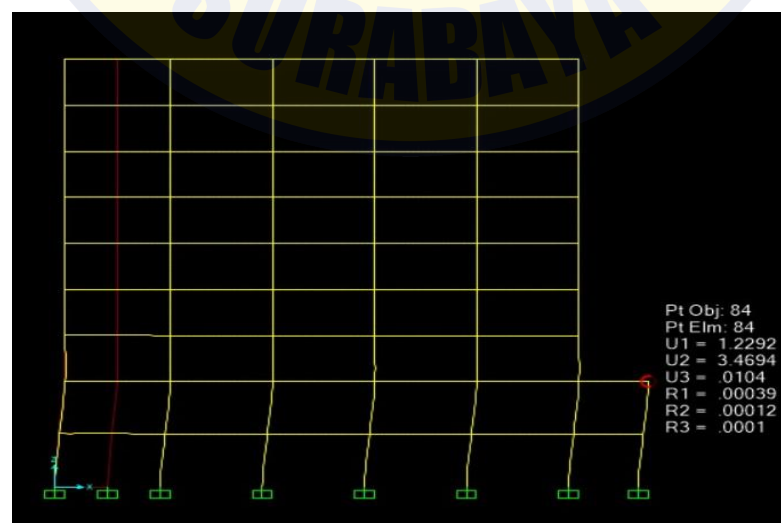 SURABAYA
Pt Obj: 84
Pt Elm: 84
U1 = 1.2292
U2 = 3.4694
U3 = .0104
R1 = .00039
R2 = .00012
R3 = .0001
Z
X